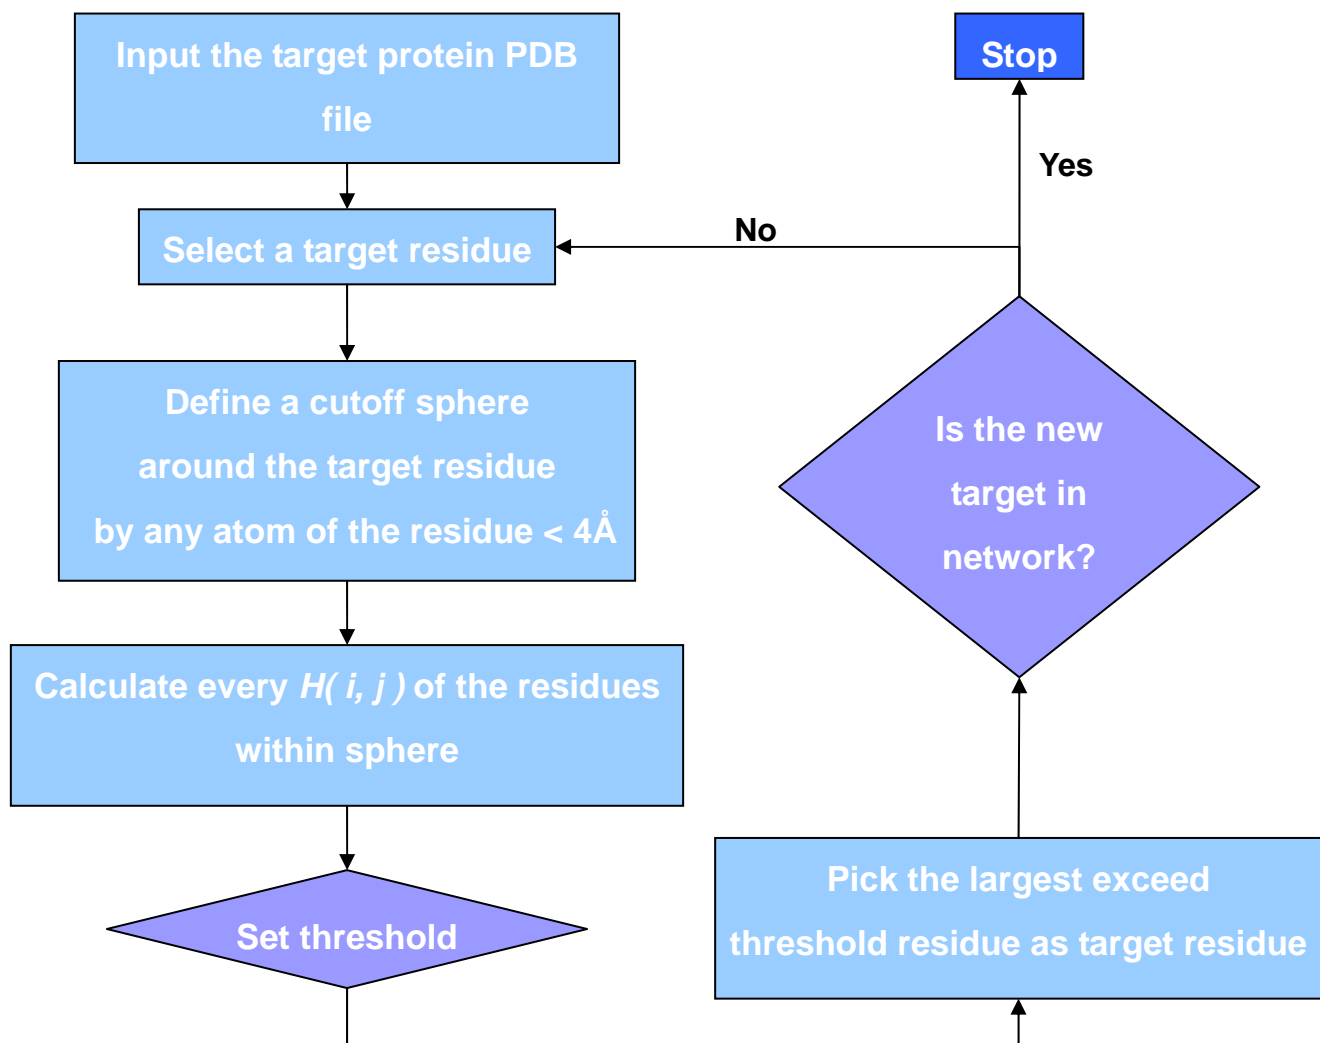 Input the target protein PDB
file
Select a target residue
Define a cutoff sphere
around the target residue
by any atom of the residue < 4Å
Calculate every H( i, j ) of the residues
within sphere
Set threshold
Stop
Yes
No
Is the new
target in
network?
Pick the largest exceed
threshold residue as target residue